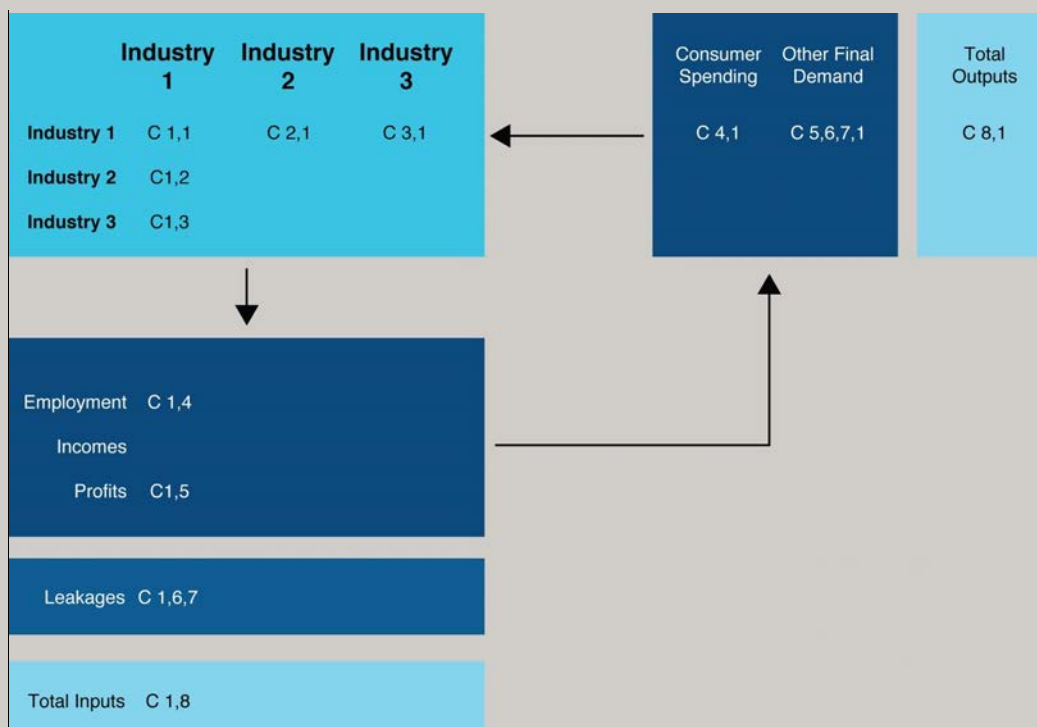 Industry 1 Industry 2 Industry 3
Industry 1 C 1,1 C 2,1 C 3,1
Industry 2 C1,2
Industry 3 C1,3
Consumer Spending Other Final Demand
C 4,1 C 5,6,7,1
Total Outputs
C 8,1
Employment C 1,4
Incomes
Profits C1,5
Leakages C 1,6,7
Total Inputs C 1,8